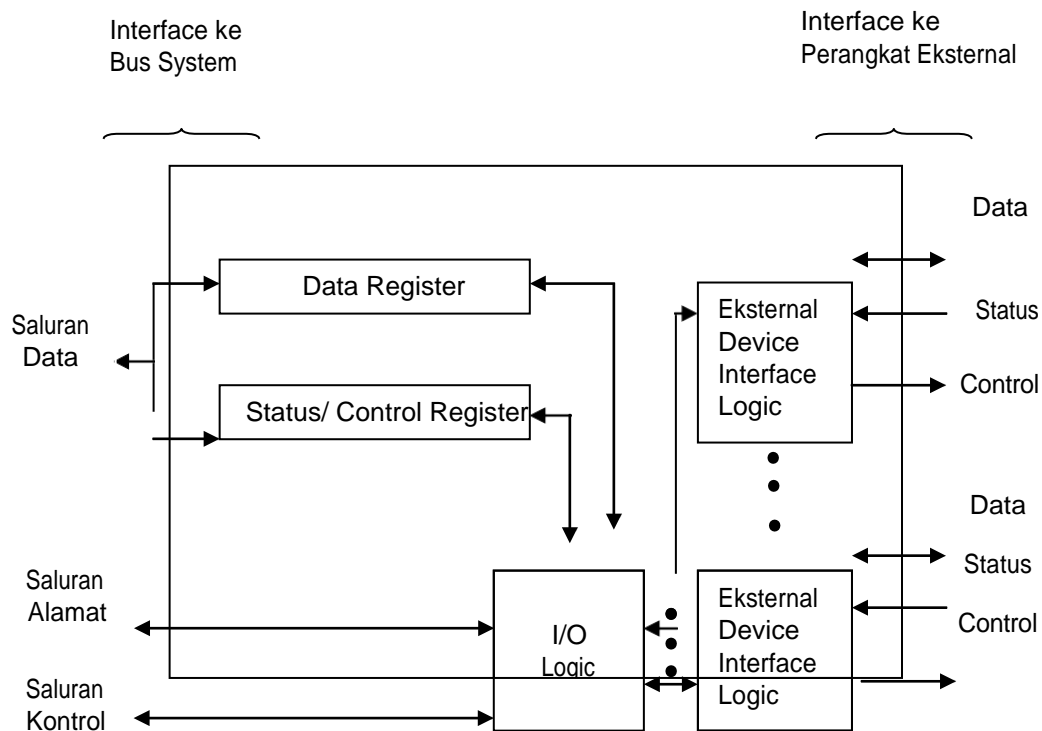 Interface ke
Bus System
Interface ke
Perangkat Eksternal
Data
Data Register
Eksternal
Device
Interface
Logic
Status
Saluran
Data
Control
Status/ Control Register
Data
Saluran
Alamat
I/O
Logic
Eksternal
Device
Interface
Logic
Status
Control
Saluran
Kontrol